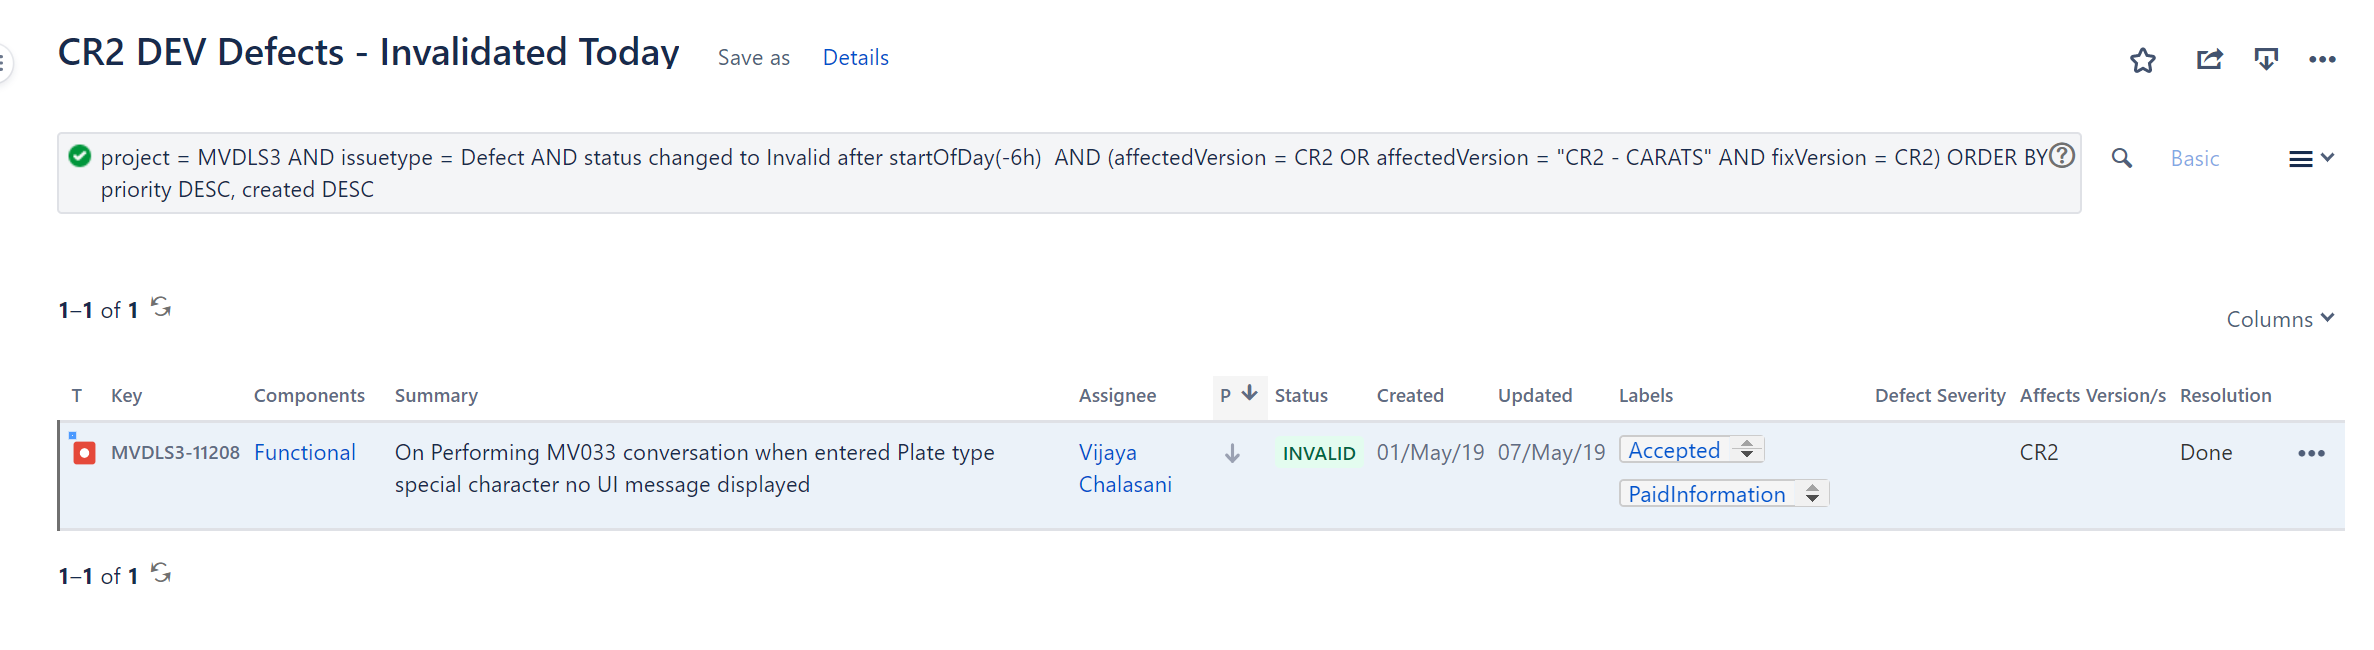 CR2 DEV Defects - Invalidated Today Save as Details
project = MVDLS3 AND issuetype = Defect AND status changed to Invalid after startOfDay(-6h)  AND (affectedVersion = CR2 OR affectedVersion = "CR2 - CARATS" AND fixVersion = CR2) ORDER BY
priority DESC, created DESC
? Basic
1–1 of 1
Columns
T Key Components Summary Assignee P Status Created Updated Labels Defect Severity Affects Version/s Resolution
MVDLS3-11208 Functional On Performing MV033 conversation when entered Plate type Vijaya INVALID 01/May/19 07/May/19 Accepted CR2 Done
special character no UI message displayed Chalasani PaidInformation
1–1 of 1